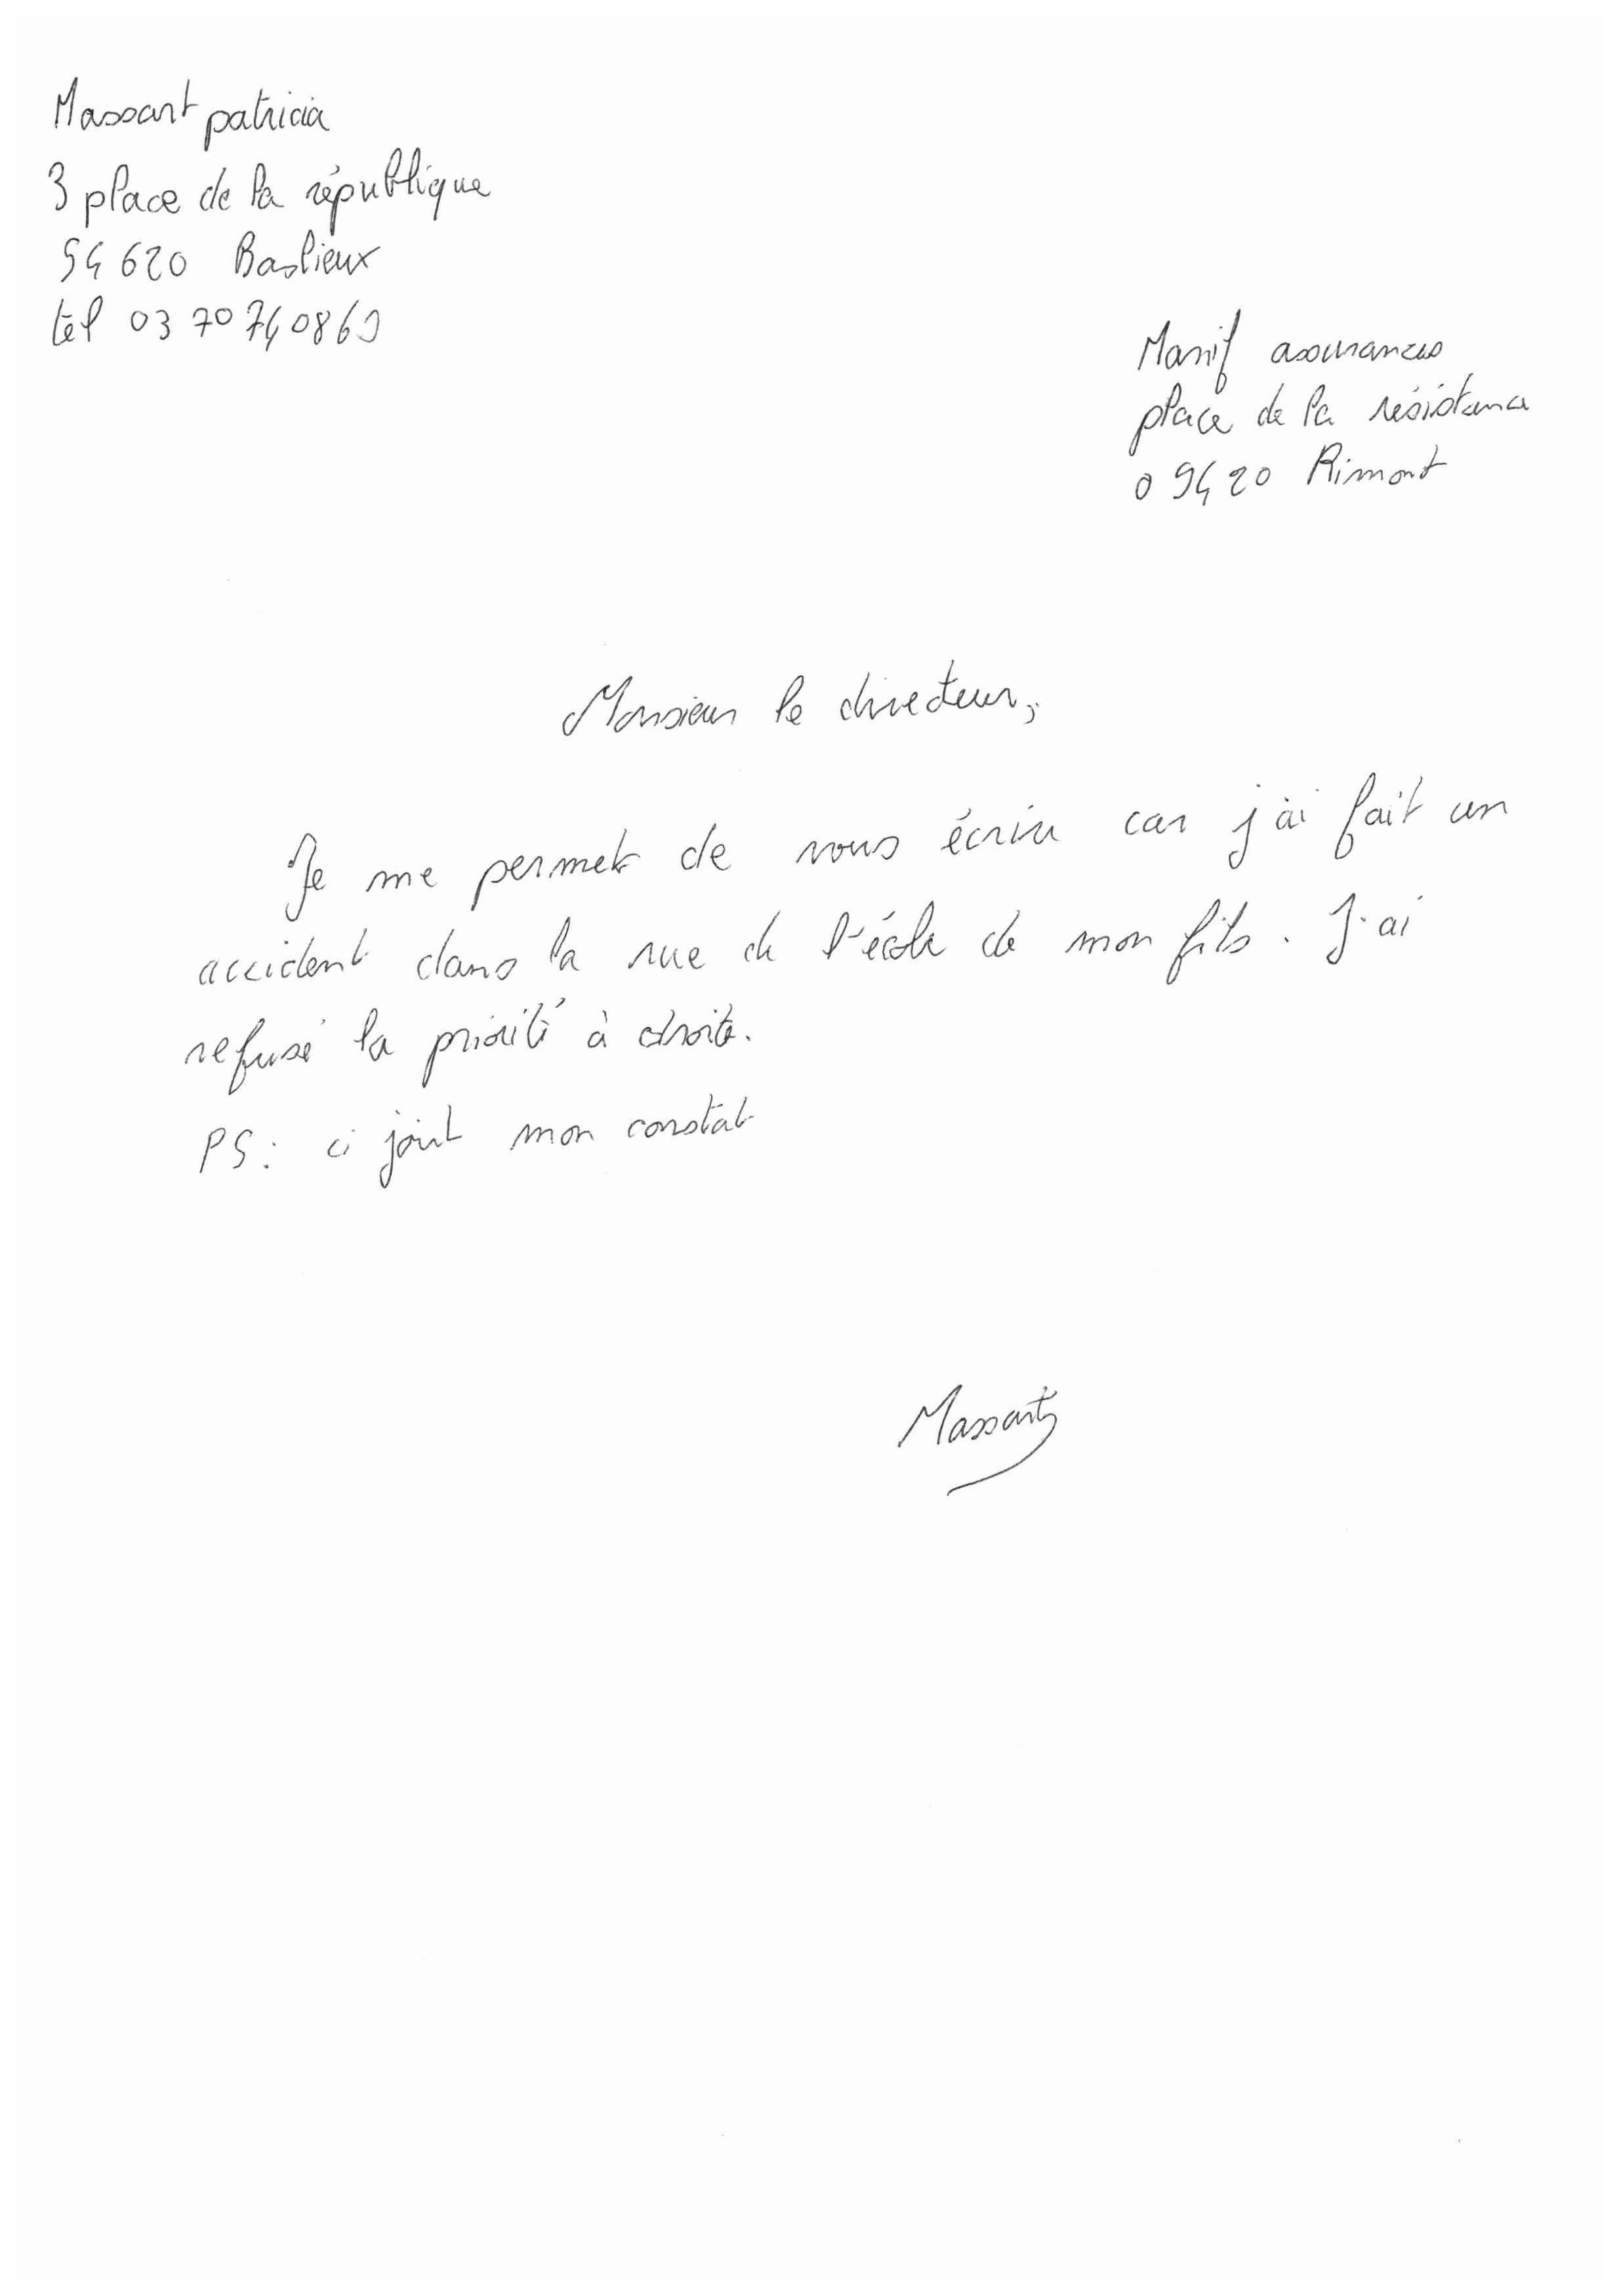 Massart patricia
3 place de la république
54620 Baslieux
tél 03 70 74 08 69
Manif assurances
place de la résistance
09420 Rimont
Monsieur le directeur,
Je me permet de vous écrire car j'ai fait un
accident dans la rue de l'école de mon fils. J'ai
refusé la priorité à droite.
PS: ci joint mon constat
Massart